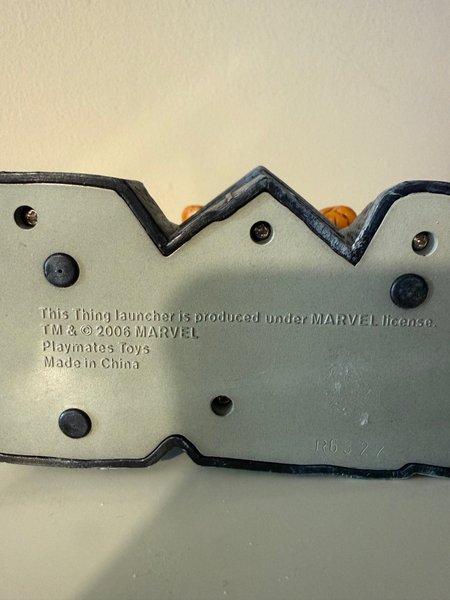 This Thing launcher is produced under MARVEL license.
TM & © 2006 MARVEL
Playmates Toys
Made in China